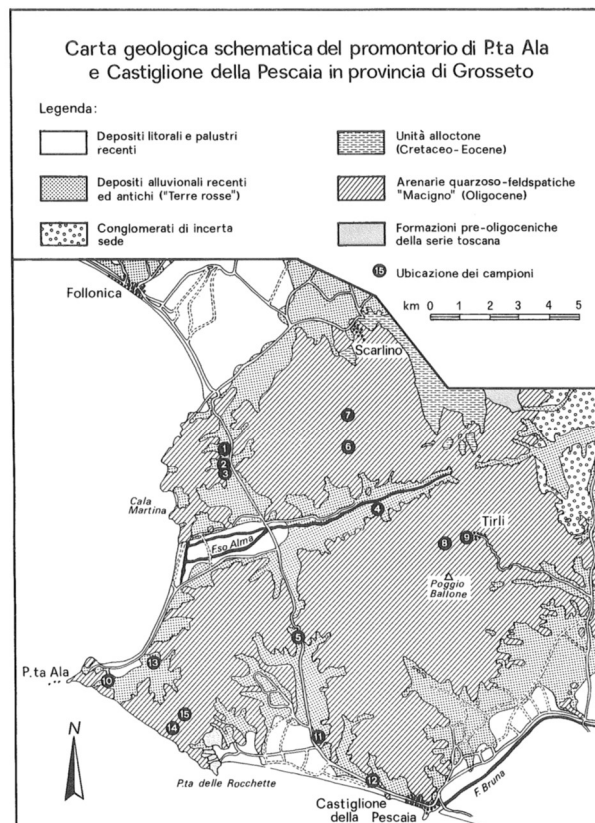 Carta geologica schematica del promontorio di P.ta Ala
e Castiglione della Pescaia in provincia di Grosseto
Legenda:
Depositi litorali e palustri
recenti
Depositi alluvionali recenti
ed antichi ("Terre rosse")
Conglomerati di incerta
sede
Unità alloctone
(Cretaceo-Eocene)
Arenarie quarzoso-feldspatiche
"Macigno" (Oligocene)
Formazioni pre-oligoceniche
della serie toscana
15 Ubicazione dei campioni
km 0 1 2 3 4 5
Follonica
Scarlino
7
1
6
2
3
Cala
Martina
4
F.so Alma
Tirli
8
9
Poggio
Ballone
5
13
P.ta Ala
10
15
14
11
N
P.ta delle Rocchette
12
F. Bruna
Castiglione
della Pescaia